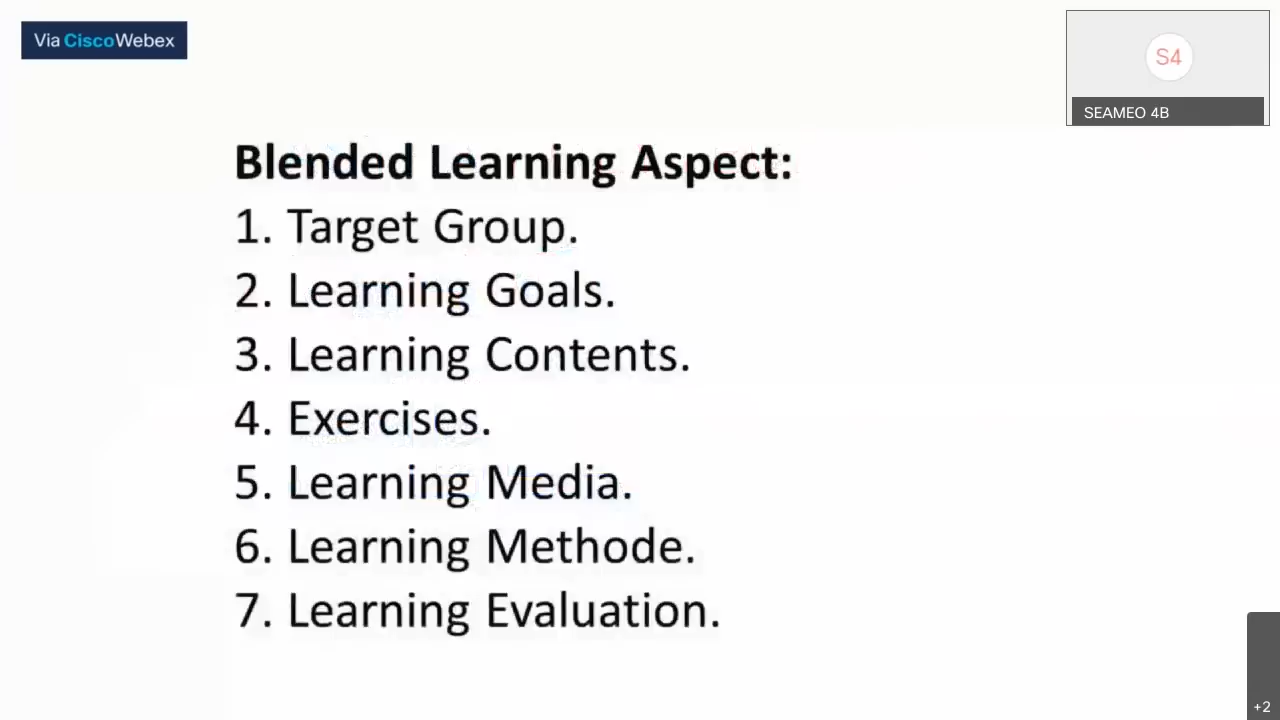 Via CiscoWebex
S4
SEAMEO 4B
Blended Learning Aspect:
1. Target Group.
2. Learning Goals.
3. Learning Contents.
4. Exercises.
5. Learning Media.
6. Learning Methode.
7. Learning Evaluation.
+2